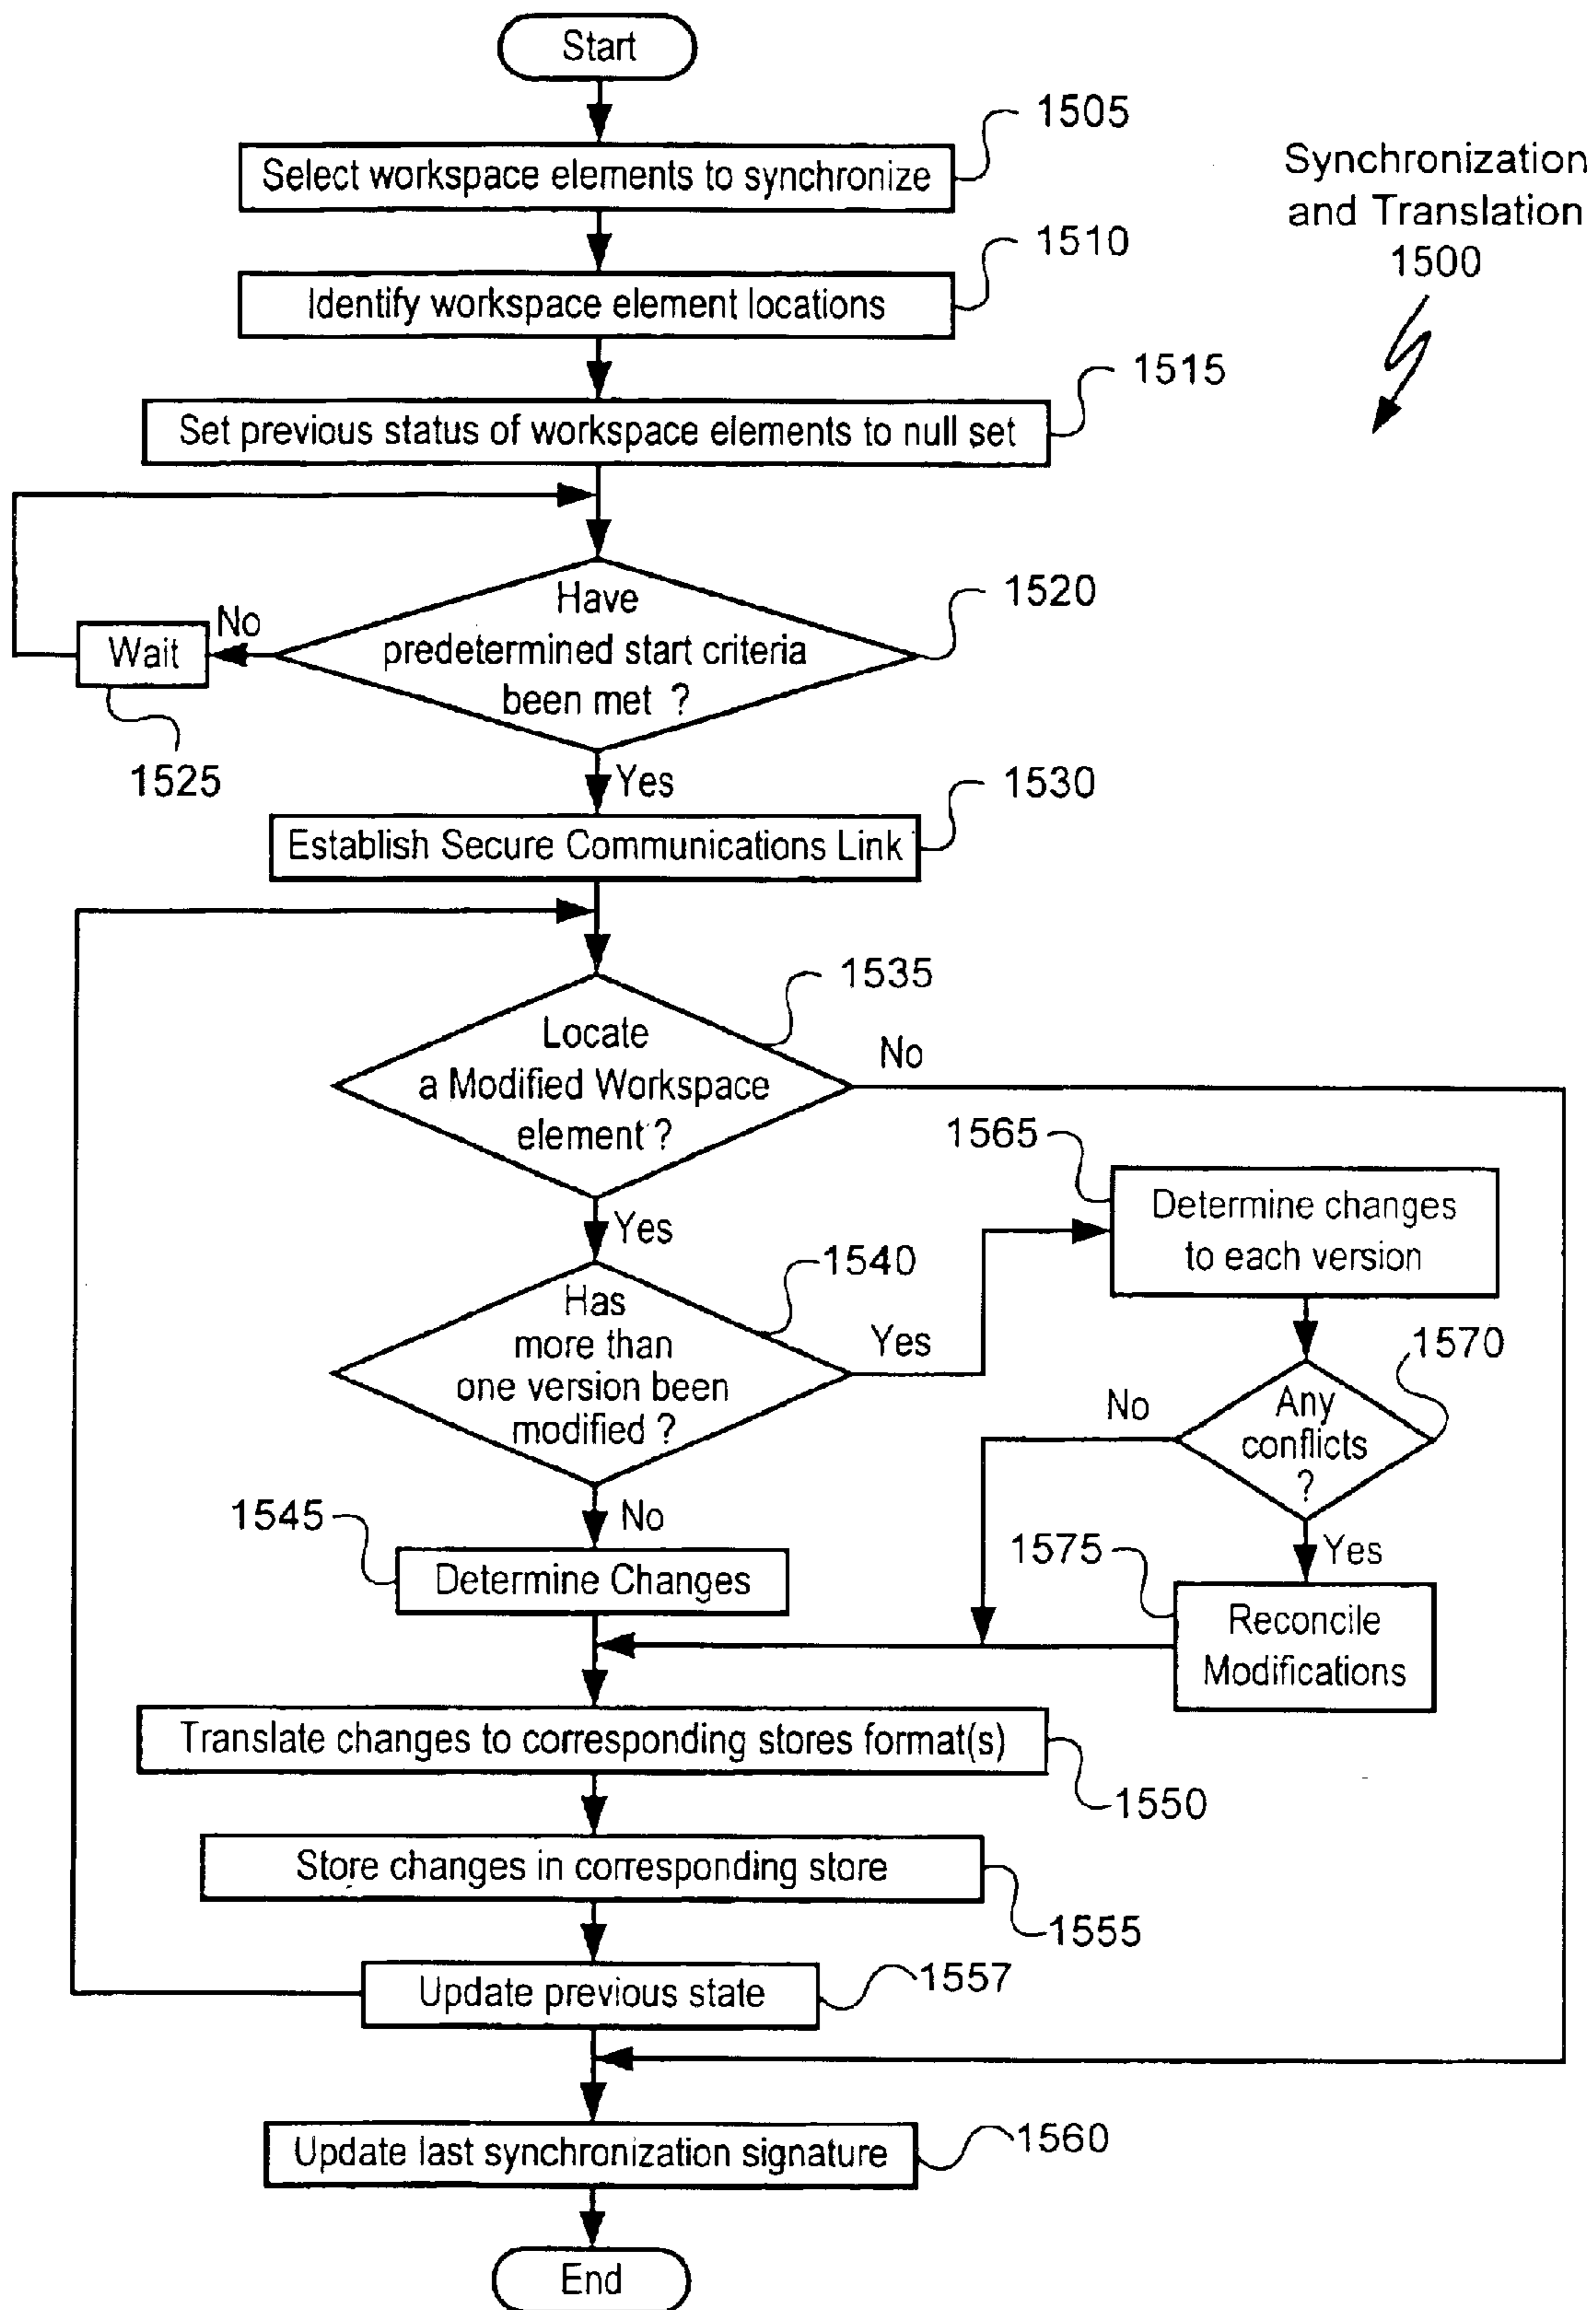 Start
1505
Select workspace elements to synchronize
Synchronization
and Translation
1500
1510
Identify workspace element locations
1515
Set previous status of workspace elements to null set
1520
Have
predetermined start criteria
been met ?
No
Wait
1525
Yes
1530
Establish Secure Communications Link
1535
Locate
a Modified Workspace
element ?
No
Yes
1540
Has
more than
one version been
modified ?
Yes
1565
Determine changes
to each version
1570
Any
conflicts
?
No
Yes
1575
Reconcile
Modifications
No
1545
Determine Changes
Translate changes to corresponding stores format(s)
1550
Store changes in corresponding store
1555
Update previous state
1557
Update last synchronization signature
1560
End